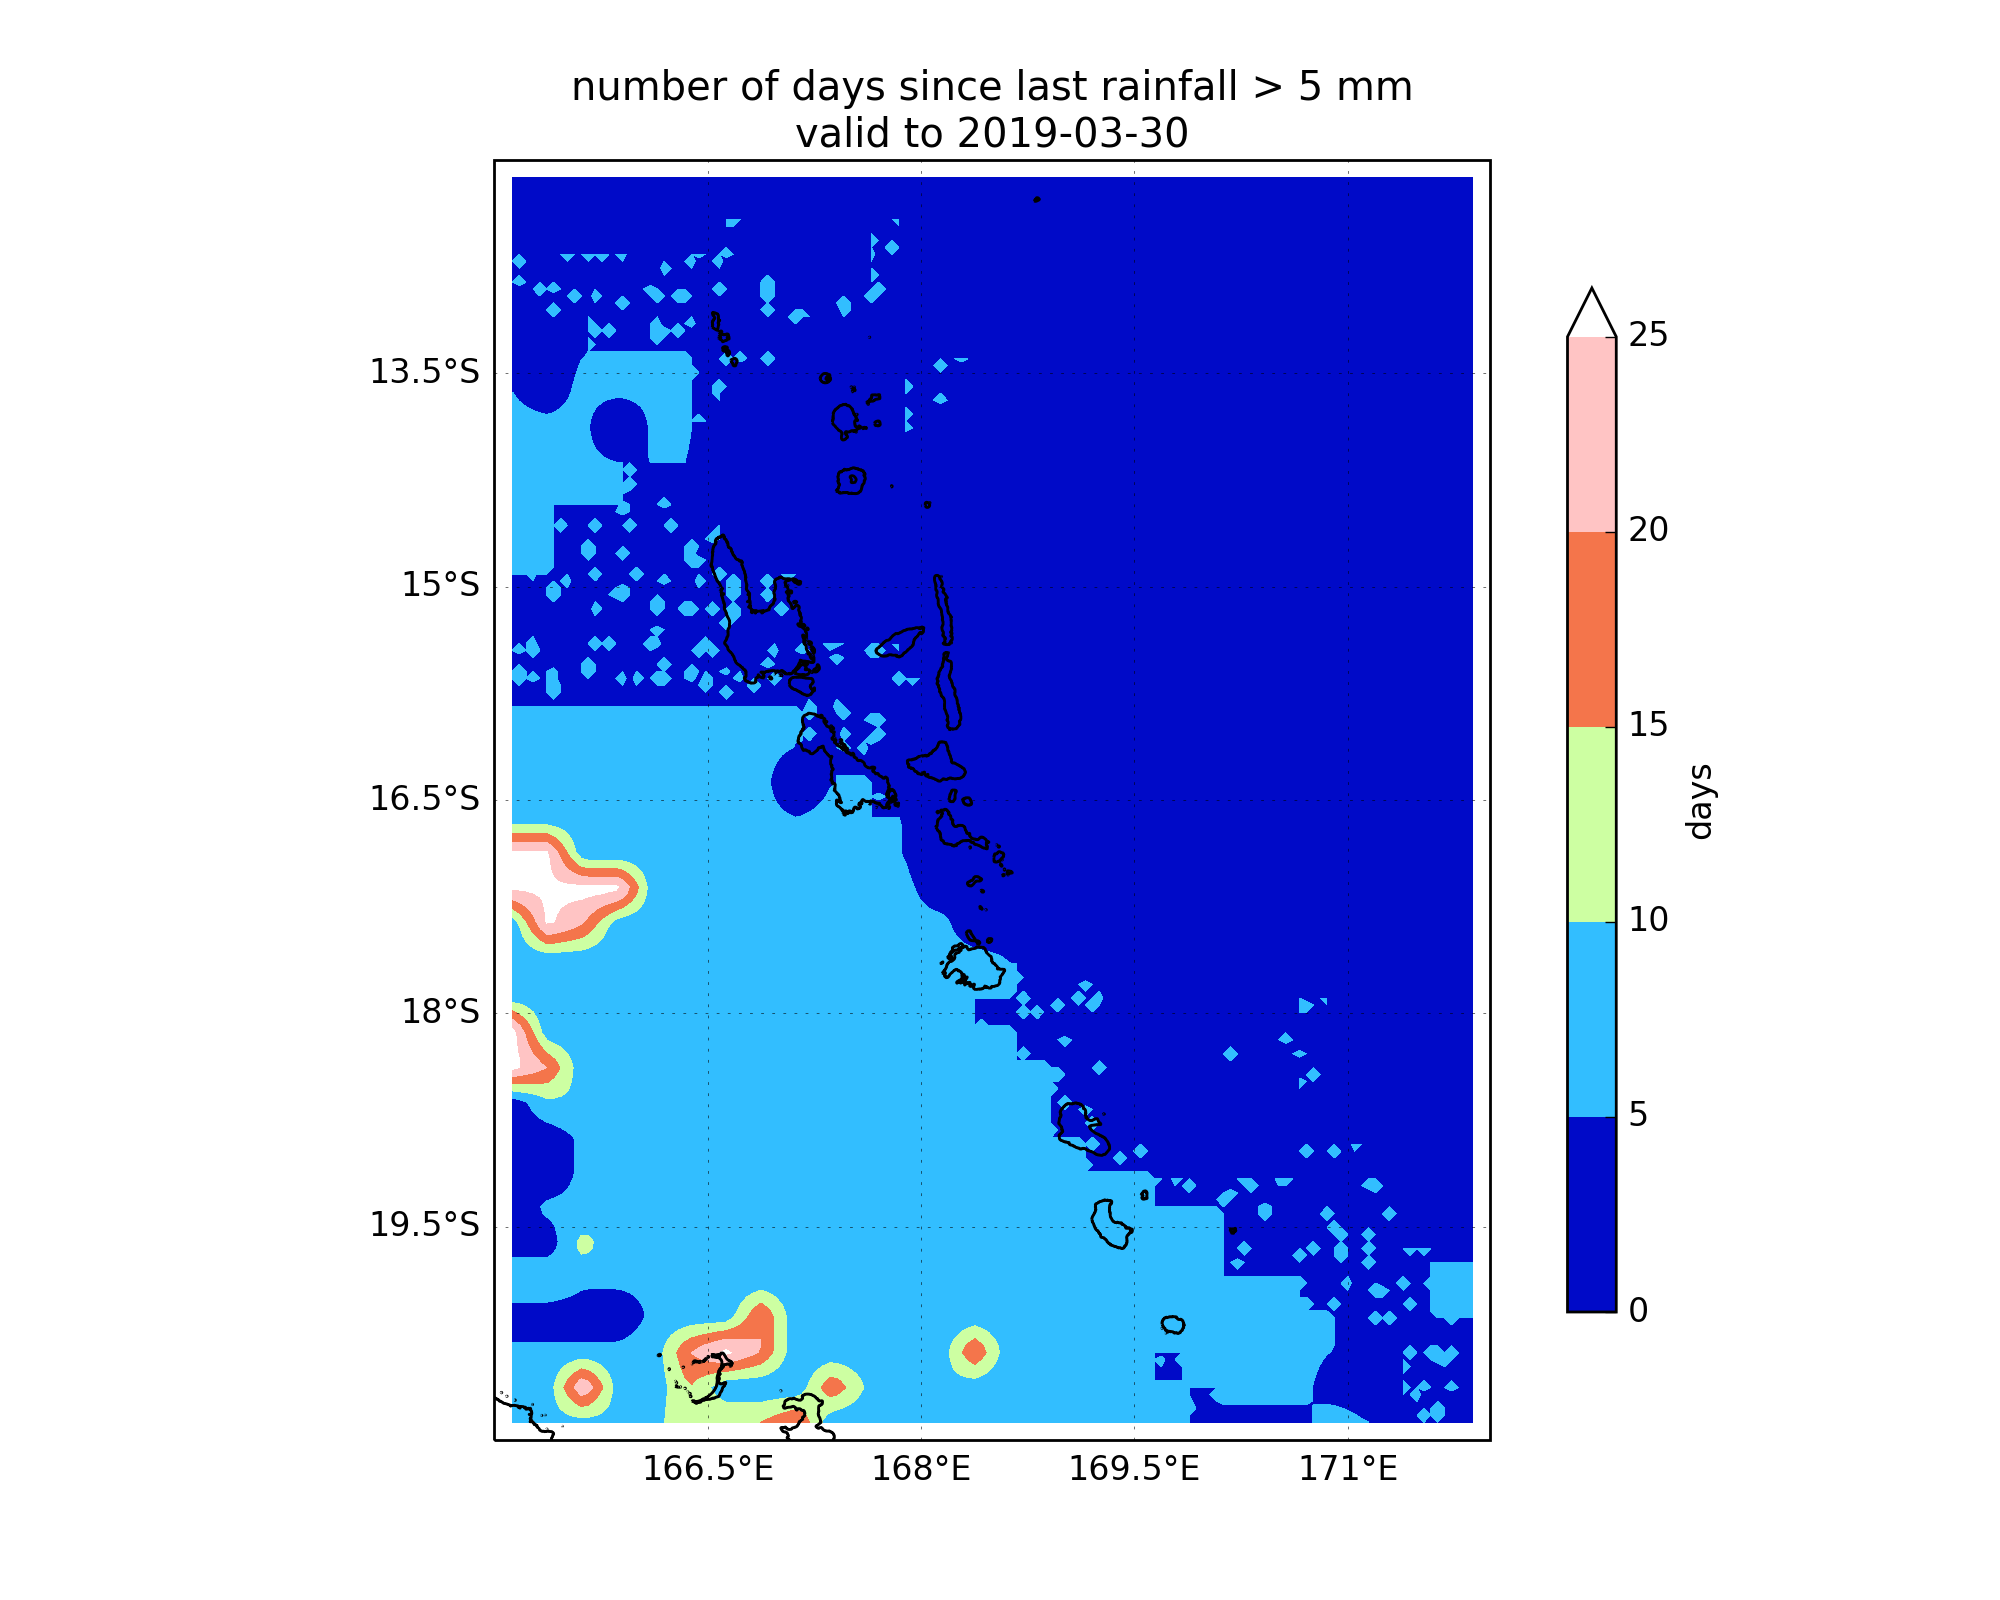 number of days since last rainfall > 5 mm
valid to 2019-03-30
13.5°S
15°S
16.5°S
18°S
19.5°S
166.5°E 168°E 169.5°E 171°E
25
20
15
10
5
0
days